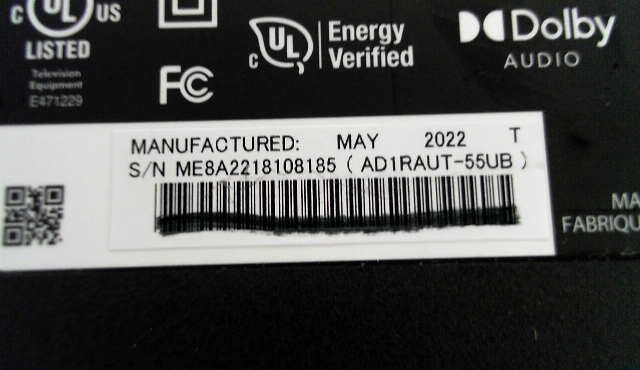 C UL US
LISTED
Television
Equipment
E471229
FC
C UL Energy
Verified
Dolby
AUDIO
MANUFACTURED: MAY 2022 T
S/N ME8A2218108185 ( AD1RAUT-55UB )
MA
FABRIQU